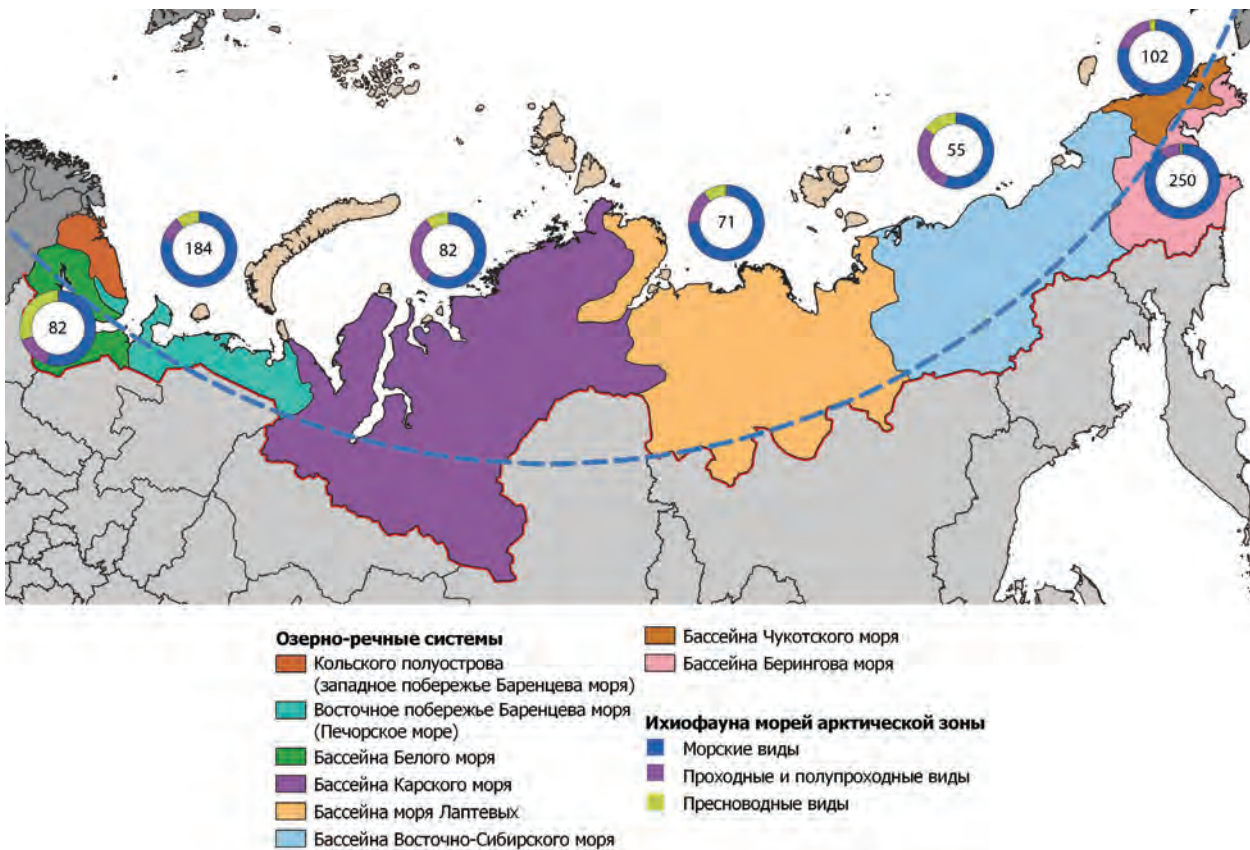 102
55
250
71
184
82
82
Озерно-речные системы
Кольского полуострова
(западное побережье Баренцева моря)
Восточное побережье Баренцева моря
(Печорское море)
Бассейна Белого моря
Бассейна Карского моря
Бассейна моря Лаптевых
Бассейна Восточно-Сибирского моря
Бассейна Чукотского моря
Бассейна Берингова моря
Ихиофауна морей арктической зоны
Морские виды
Проходные и полупроходные виды
Пресноводные виды